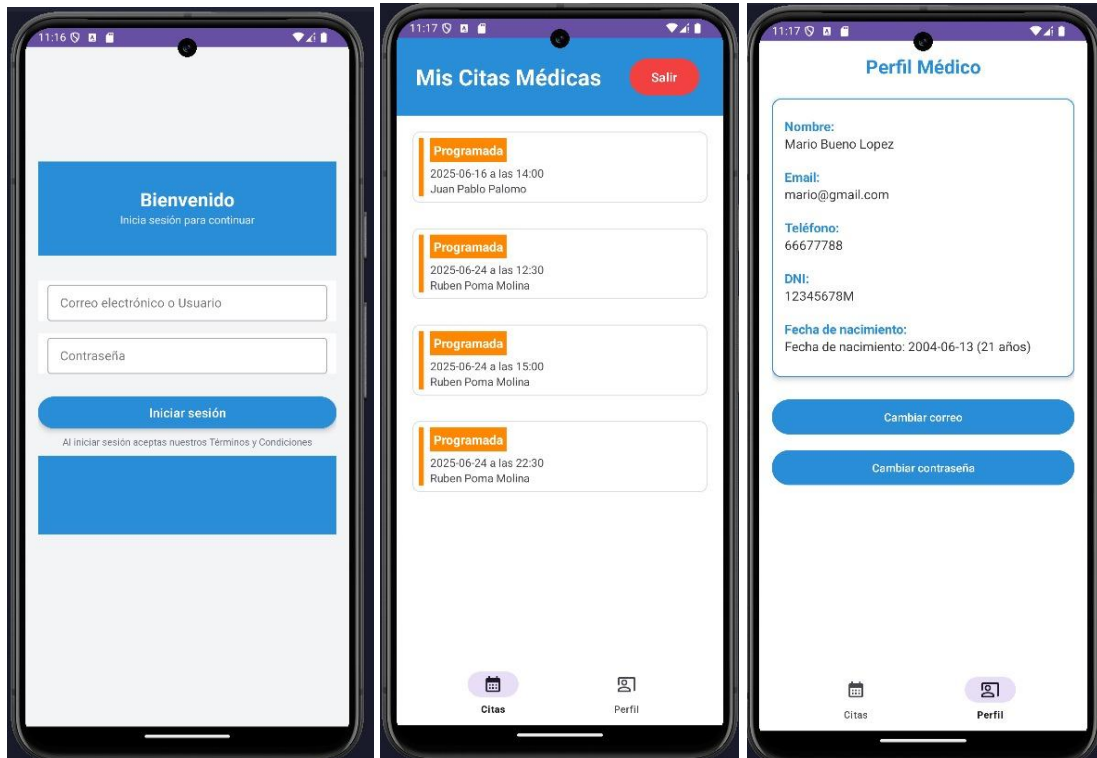 11:16
Bienvenido
Inicia sesión para continuar
Correo electrónico o Usuario
Contraseña
Iniciar sesión
Al iniciar sesión aceptas nuestros Términos y Condiciones
11:17
Mis Citas Médicas
Salir
Programada
2025-06-16 a las 14:00
Juan Pablo Palomo
Programada
2025-06-24 a las 12:30
Ruben Poma Molina
Programada
2025-06-24 a las 15:00
Ruben Poma Molina
Programada
2025-06-24 a las 22:30
Ruben Poma Molina
Citas
Perfil
11:17
Perfil Médico
Nombre:
Mario Bueno Lopez
Email:
mario@gmail.com
Teléfono:
66677788
DNI:
12345678M
Fecha de nacimiento:
Fecha de nacimiento: 2004-06-13 (21 años)
Cambiar correo
Cambiar contraseña
Citas
Perfil